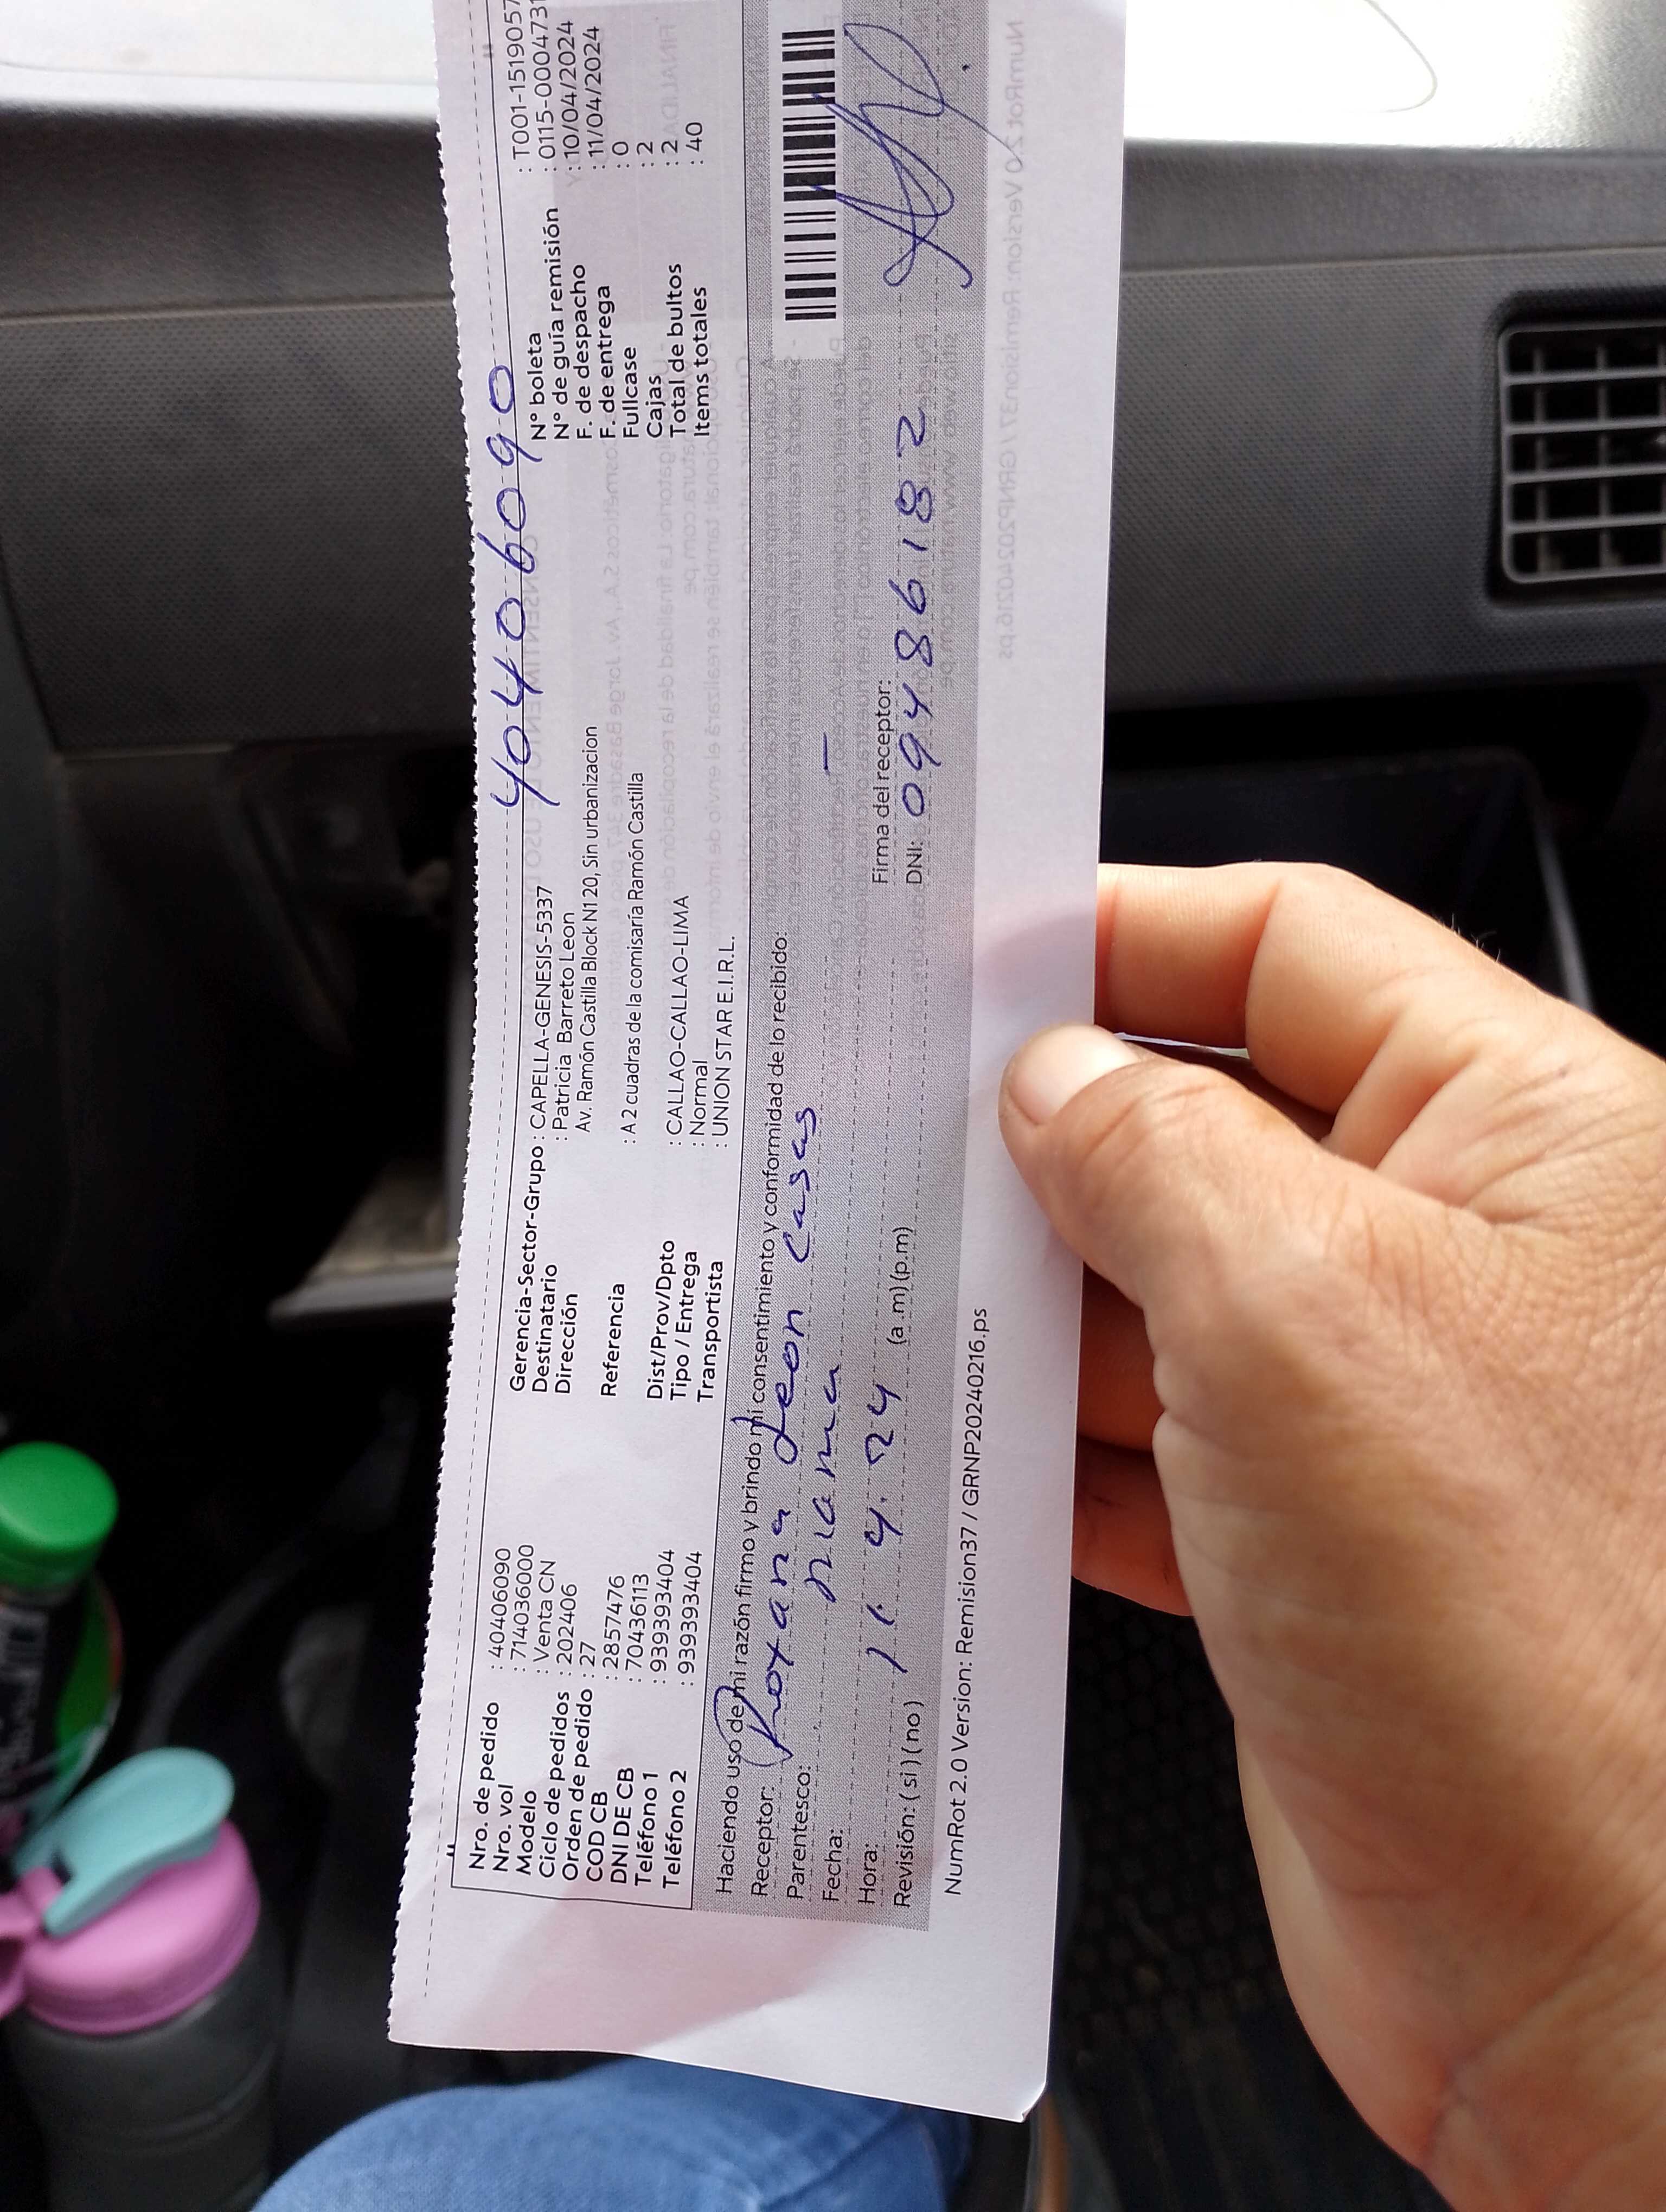 40406090
Nro. de pedido : 40406090
Nro. vol : 714036000
Modelo : Venta CN
Ciclo de pedidos : 202406
Orden de pedido : 27
COD CB : 2857476
DNI DE CB : 70436113
Teléfono 1 : 939393404
Teléfono 2 : 939393404
Gerencia-Sector-Grupo : CAPELLA-GENESIS-5337
Destinatario : Patricia Barreto Leon
Dirección Av. Ramón Castilla Block N1 20, Sin urbanizacion
Referencia : A 2 cuadras de la comisaría Ramón Castilla
Dist/Prov/Dpto : CALLAO-CALLAO-LIMA
Tipo / Entrega : Normal
Transportista : UNION STAR E.I.R.L.
N° boleta : T001-1519057
N° de guía remisión : 0115-0004731
F. de despacho : 10/04/2024
F. de entrega : 11/04/2024
Fullcase : 0
Cajas : 2
Total de bultos : 2
Items totales : 40
Haciendo uso de mi razón firmo y brindo mi consentimiento y conformidad de lo recibido:
Receptor: Roxana Leon Casas
Parentesco: mama
Fecha:
Hora: 11 4. 24
Revisión: ( si ) ( no ) (a .m) (p.m)
Firma del receptor:
DNI: 09486182
NumRot 2.0 Version: Remision37 / GRNP20240216.ps